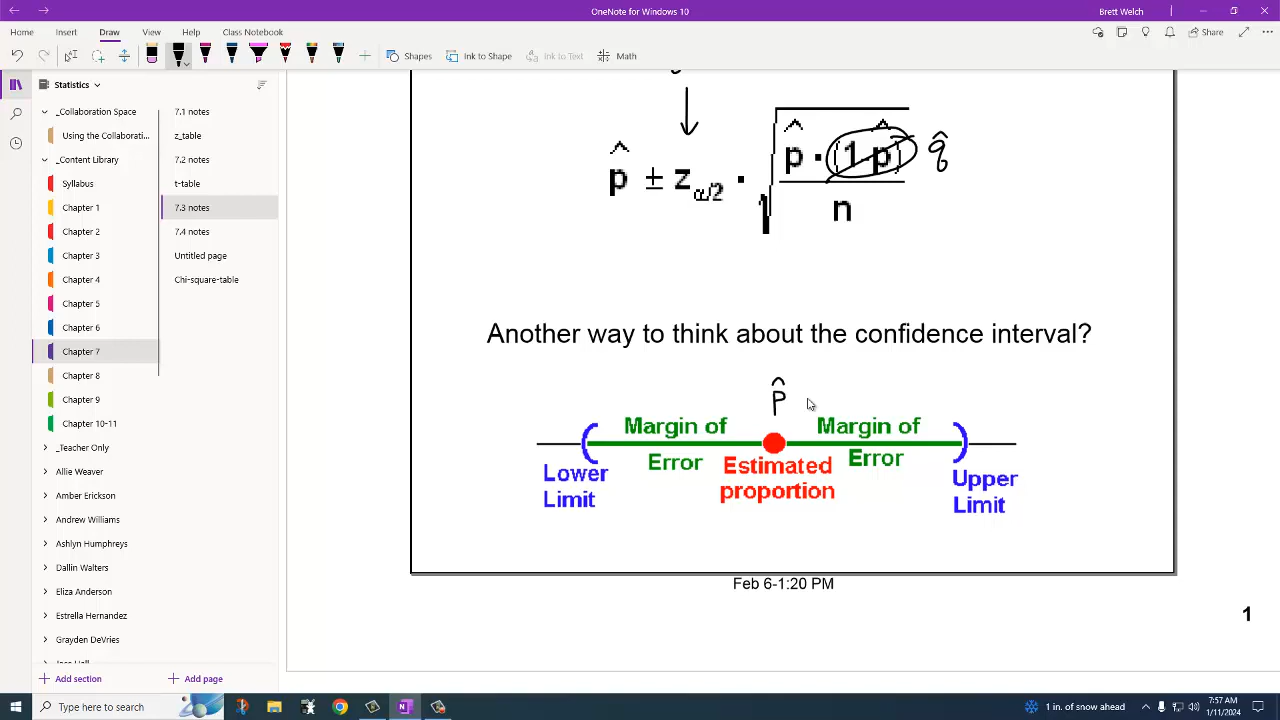 OneNote for Windows 10
Brett Welch
Home
Insert
Draw
View
Help
Class Notebook
Share
Shapes
Ink to Shape
Ink to Text
Math
Statistics
_Collaboration Space
Using the Collaborati...
_Content Library
Syllabus
Chapter 1
Chapter 2
Chapter 3
Chapter 4
Chapter 5
Chapter 6
Chapter 7
Chapter 8
Chapter 9
Chapter 10-11
_Teacher Only
Allie Weaver
Amber Erickson
Andrew Williams
Ashlyn Humphreys
Dallin Walters
Eliza Anderson
Estrella Hernandez
Grayden DeVries
Add section
7.1 notes
z_table
7.2 notes
t-table
7.3 notes
7.4 notes
Untitled page
Chi-square-table
Add page
p̂ ± z α/2 · √ p̂ · (1-p̂) q̂
n
Another way to think about the confidence interval?
p̂
Margin of Margin of
Error Estimated Error
Lower proportion Upper
Limit Limit
Feb 6-1:20 PM
1
Type here to search
1 in. of snow ahead
7:57 AM
1/11/2024